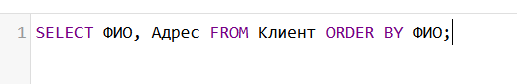 1 SELECT ФИО, Адрес FROM Клиент ORDER BY ФИО;